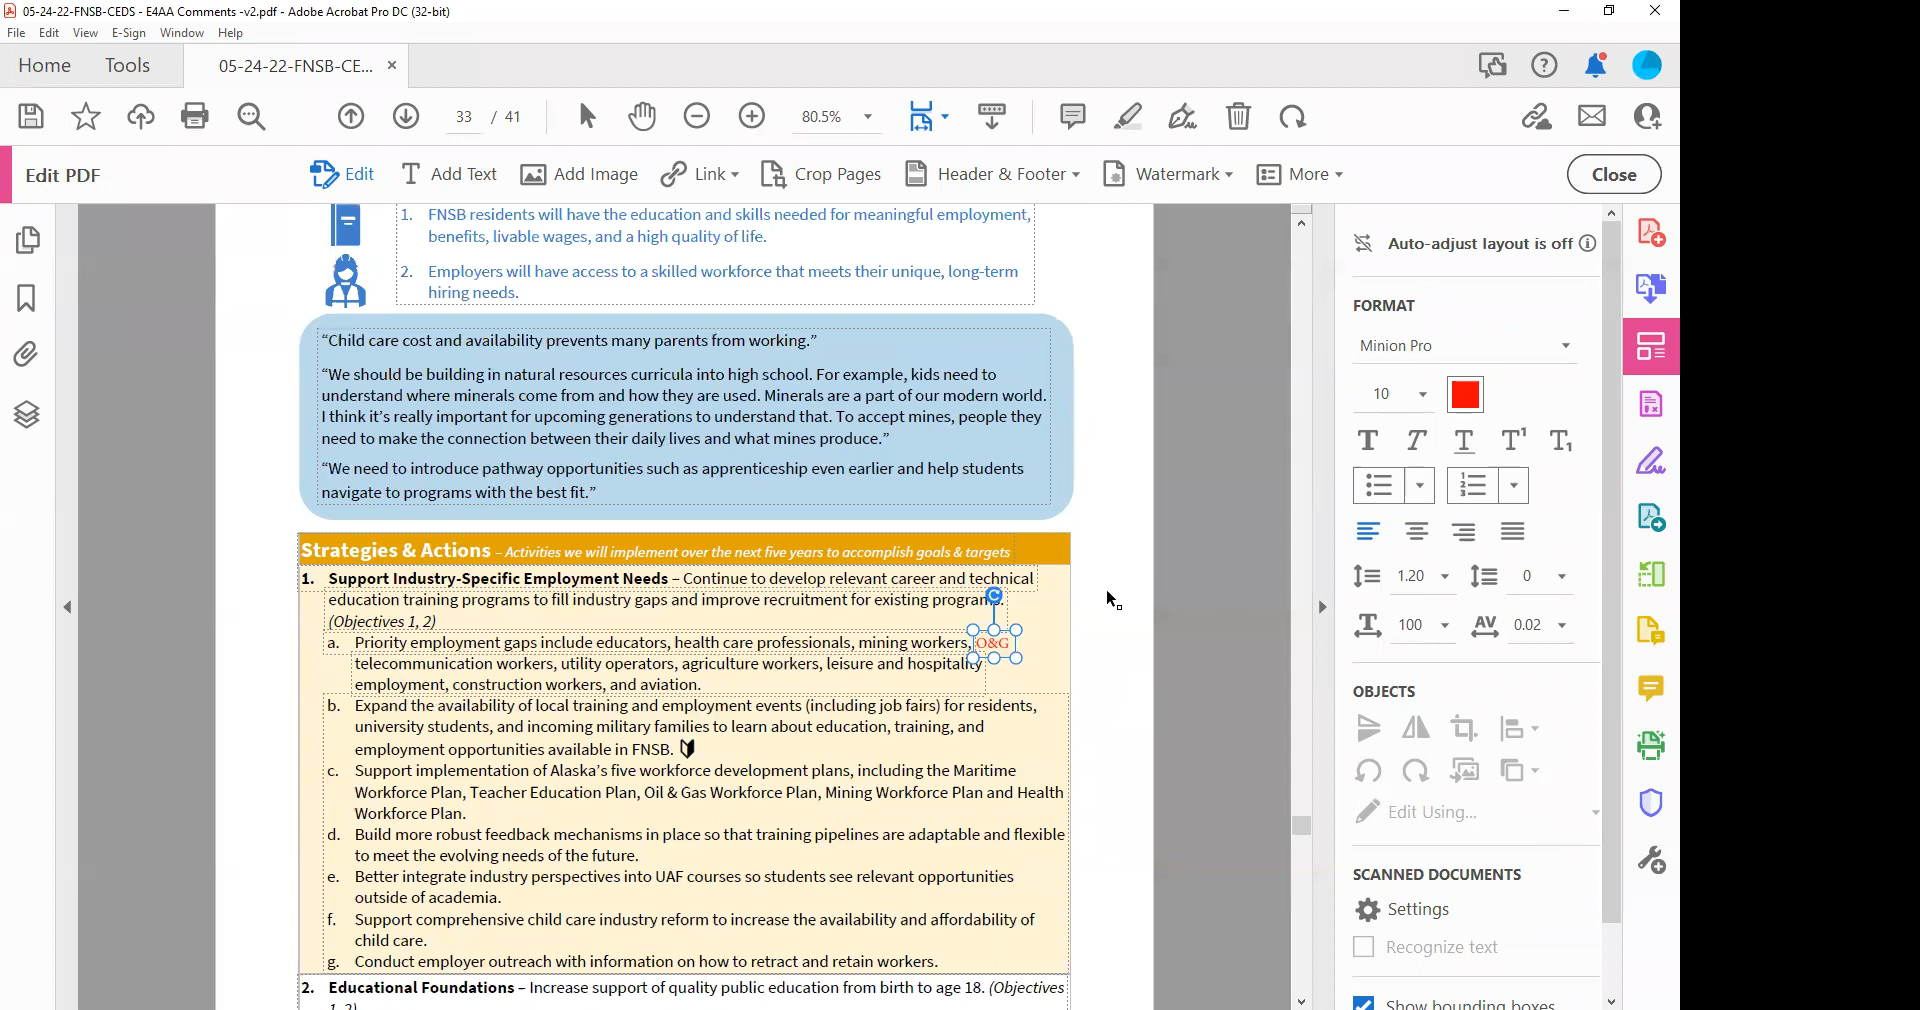 05-24-22-FNSB-CEDS - E4AA Comments -v2.pdf - Adobe Acrobat Pro DC (32-bit)
File Edit View E-Sign Window Help
Home Tools 05-24-22-FNSB-CE... ×
33 / 41 80.5%
Edit PDF Edit Add Text Add Image Link Crop Pages Header & Footer Watermark More Close
1. FNSB residents will have the education and skills needed for meaningful employment,
benefits, livable wages, and a high quality of life.
2. Employers will have access to a skilled workforce that meets their unique, long-term
hiring needs.
“Child care cost and availability prevents many parents from working.”
“We should be building in natural resources curricula into high school. For example, kids need to
understand where minerals come from and how they are used. Minerals are a part of our modern world.
I think it’s really important for upcoming generations to understand that. To accept mines, people they
need to make the connection between their daily lives and what mines produce.”
“We need to introduce pathway opportunities such as apprenticeship even earlier and help students
navigate to programs with the best fit.”
Strategies & Actions – Activities we will implement over the next five years to accomplish goals & targets
1. Support Industry-Specific Employment Needs – Continue to develop relevant career and technical
education training programs to fill industry gaps and improve recruitment for existing programs.
(Objectives 1, 2)
a. Priority employment gaps include educators, health care professionals, mining workers, O&G
telecommunication workers, utility operators, agriculture workers, leisure and hospitality
employment, construction workers, and aviation.
b. Expand the availability of local training and employment events (including job fairs) for residents,
university students, and incoming military families to learn about education, training, and
employment opportunities available in FNSB.
c. Support implementation of Alaska’s five workforce development plans, including the Maritime
Workforce Plan, Teacher Education Plan, Oil & Gas Workforce Plan, Mining Workforce Plan and Health
Workforce Plan.
d. Build more robust feedback mechanisms in place so that training pipelines are adaptable and flexible
to meet the evolving needs of the future.
e. Better integrate industry perspectives into UAF courses so students see relevant opportunities
outside of academia.
f. Support comprehensive child care industry reform to increase the availability and affordability of
child care.
g. Conduct employer outreach with information on how to retract and retain workers.
2. Educational Foundations – Increase support of quality public education from birth to age 18. (Objectives
1, 2)
Auto-adjust layout is off
FORMAT
Minion Pro
10
T T T T¹ T₁
1.20 0
100 AV 0.02
OBJECTS
Edit Using...
SCANNED DOCUMENTS
Settings
Recognize text
Show bounding boxes